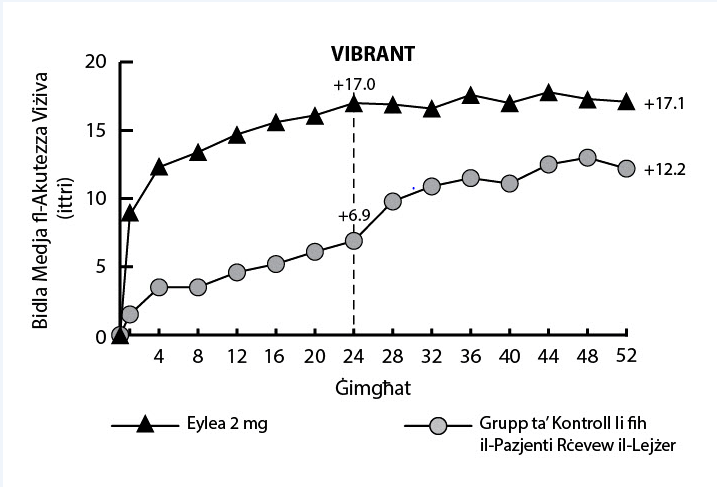 VIBRANT
Bidla Medja fl-Akutezza Viżiva
(ittri)
20
15
10
5
0
+17.0
+6.9
+17.1
+12.2
4 8 12 16 20 24 28 32 36 40 44 48 52
Ġimgħat
Eylea 2 mg
Grupp ta’ Kontroll li fih
il-Pazjenti Rċevew il-Lejżer